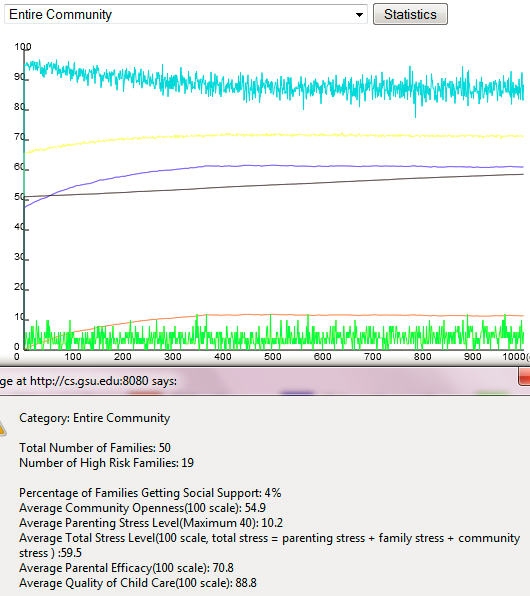 Entire Community
Statistics
100
90
80
70
60
50
40
30
20
10
0 100 200 300 400 500 600 700 800 900 1000(
ge at http://cs.gsu.edu:8080 says:
Category: Entire Community
Total Number of Families: 50
Number of High Risk Families: 19
Percentage of Families Getting Social Support: 4%
Average Community Openness(100 scale): 54.9
Average Parenting Stress Level(Maximum 40): 10.2
Average Total Stress Level(100 scale, total stress = parenting stress + family stress + community
stress ) :59.5
Average Parental Efficacy(100 scale): 70.8
Average Quality of Child Care(100 scale): 88.8